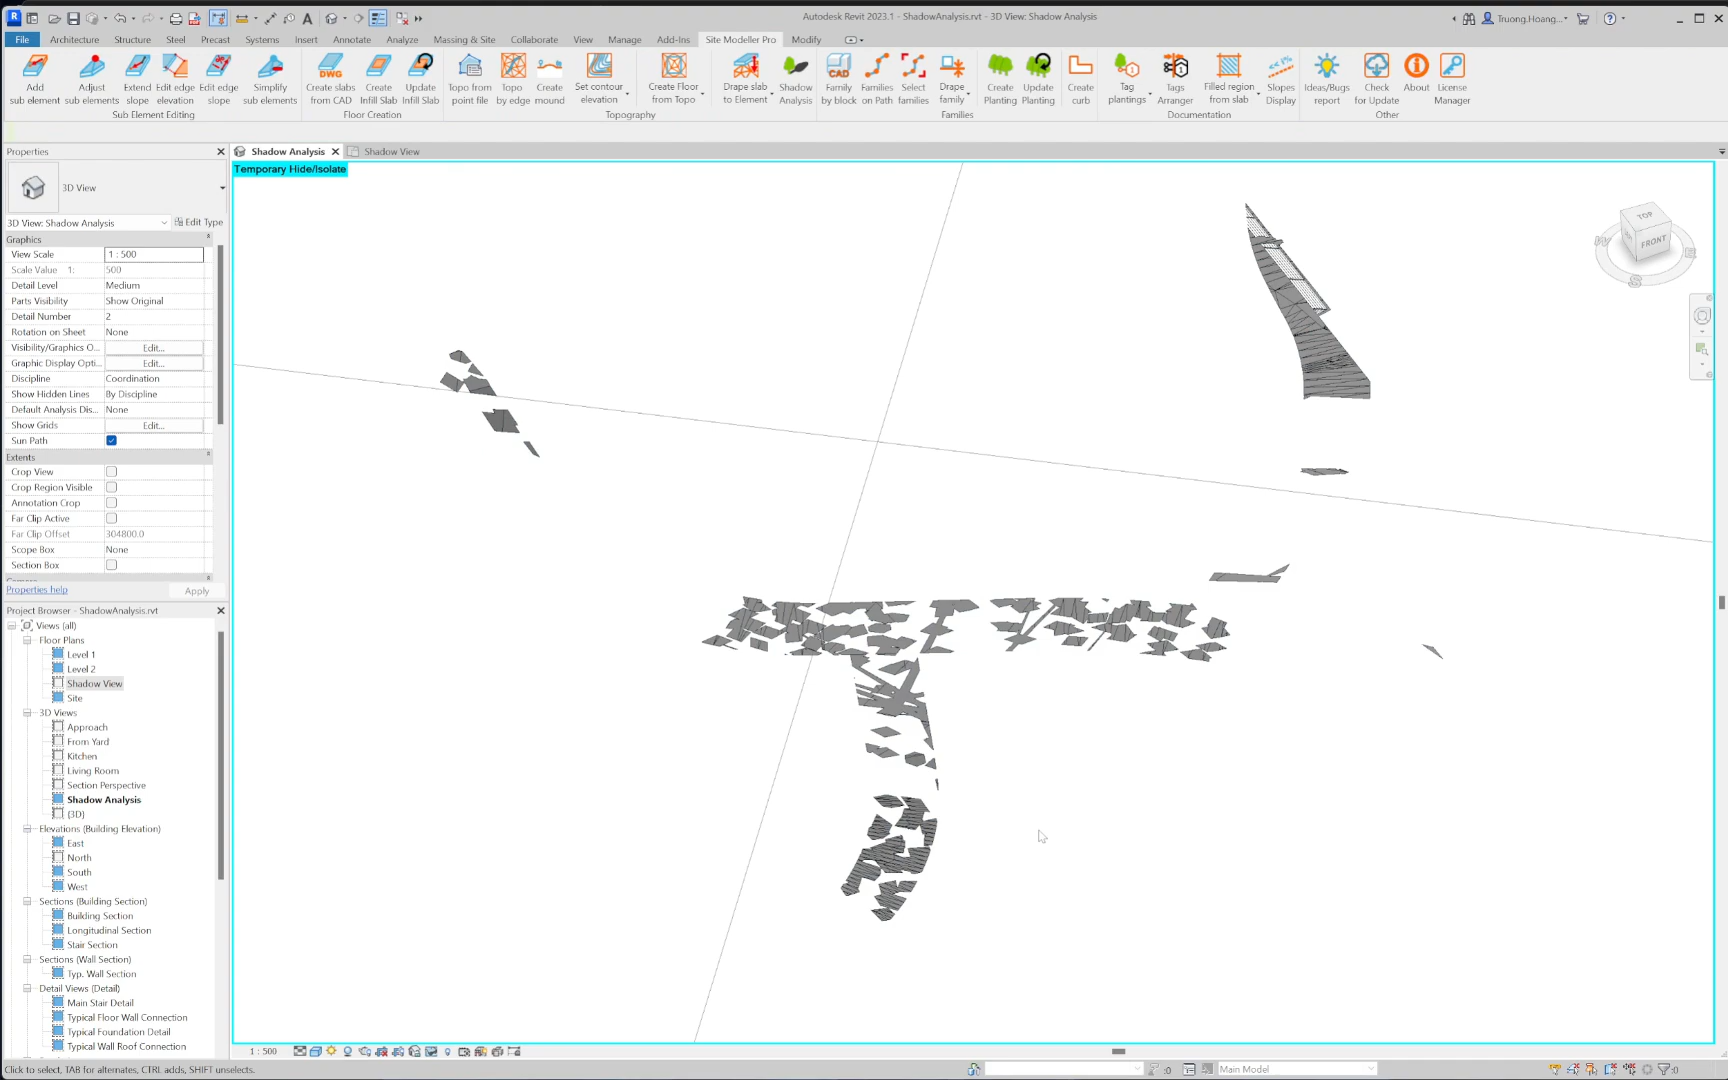 Autodesk Revit 2023.1 - ShadowAnalysis.rvt - 3D View: Shadow Analysis
Truong.Hoang...
File Architecture Structure Steel Precast Systems Insert Annotate Analyze Massing & Site Collaborate View Manage Add-Ins Site Modeller Pro Modify
Add sub element
Adjust sub elements
Extend slope
Edit edge elevation
Edit edge slope
Simplify sub elements
Create slabs from CAD
Create Infill Slab
Update Infill Slab
Topo from point file
Topo by edge
Create mound
Set contour elevation
Create Floor from Topo
Drape slab to Element
Shadow Analysis
Family by block
Families on Path
Select families
Drape family
Create Planting
Update Planting
Create curb
Tag plantings
Tags Arranger
Filled region from slab
Slopes Display
Ideas/Bugs report
Check for Update
About
License Manager
Sub Element Editing
Floor Creation
Topography
Families
Documentation
Other
Properties
Shadow Analysis
Shadow View
Temporary Hide/Isolate
3D View
3D View: Shadow Analysis
Edit Type
Graphics
View Scale 1 : 500
Scale Value 1: 500
Detail Level Medium
Parts Visibility Show Original
Detail Number 2
Rotation on Sheet None
Visibility/Graphics O... Edit...
Graphic Display Opti... Edit...
Discipline Coordination
Show Hidden Lines By Discipline
Default Analysis Dis... None
Show Grids Edit...
Sun Path
Extents
Crop View
Crop Region Visible
Annotation Crop
Far Clip Active
Far Clip Offset 304800.0
Scope Box None
Section Box
Properties help
Apply
Project Browser - ShadowAnalysis.rvt
Views (all)
Floor Plans
Level 1
Level 2
Shadow View
Site
3D Views
Approach
From Yard
Kitchen
Living Room
Section Perspective
Shadow Analysis
{3D}
Elevations (Building Elevation)
East
North
South
West
Sections (Building Section)
Building Section
Longitudinal Section
Stair Section
Sections (Wall Section)
Typ. Wall Section
Detail Views (Detail)
Main Stair Detail
Typical Floor Wall Connection
Typical Foundation Detail
Typical Wall Roof Connection
TOP
FRONT
W
E
S
1 : 500
Click to select, TAB for alternates, CTRL adds, SHIFT unselects.
:0
Main Model
:0